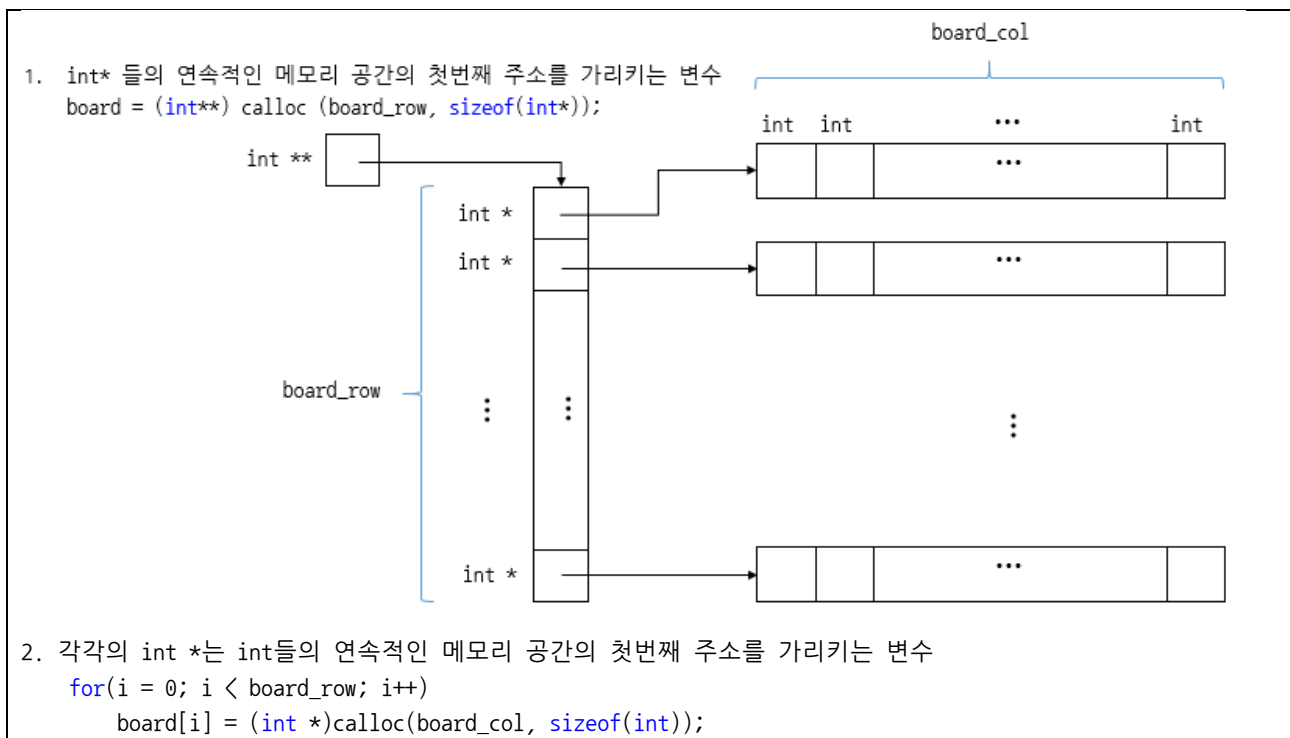 board_col
1. int* 들의 연속적인 메모리 공간의 첫번째 주소를 가리키는 변수
board = (int**) calloc (board_row, sizeof(int*));
int int ... int
int ** ...
int *
int * ...
board_row
⋮ ⋮ ⋮
int * ...
2. 각각의 int *는 int들의 연속적인 메모리 공간의 첫번째 주소를 가리키는 변수
for(i = 0; i < board_row; i++)
board[i] = (int *)calloc(board_col, sizeof(int));